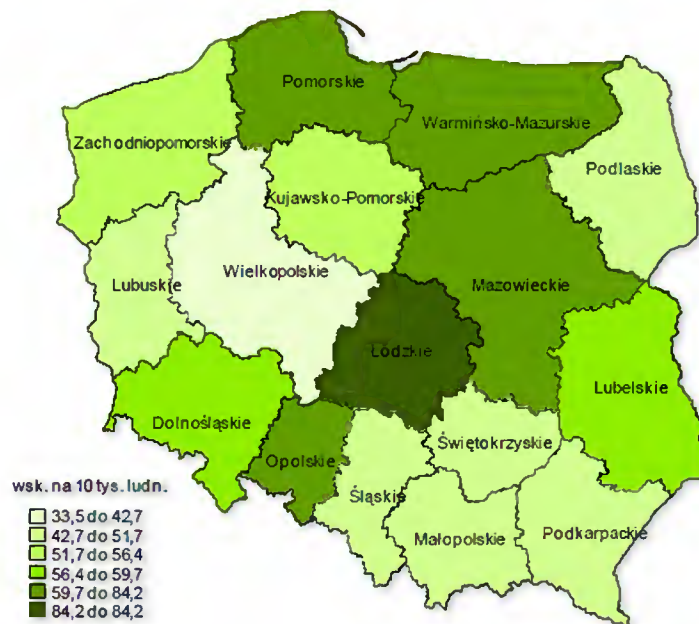 Pomorskie
Warmińsko-Mazurskie
Zachodniopomorskie
Podlaskie
Kujawsko-Pomorskie
Wielkopolskie
Lubuskie
Mazowieckie
Łódzkie
Lubelskie
Dolnośląskie
Świętokrzyskie
Opolskie
Śląskie
Podkarpackie
Małopolskie
wsk. na 10 tys. ludn.
33,5 do 42,7
42,7 do 51,7
51,7 do 56,4
56,4 do 59,7
59,7 do 84,2
84,2 do 84,2